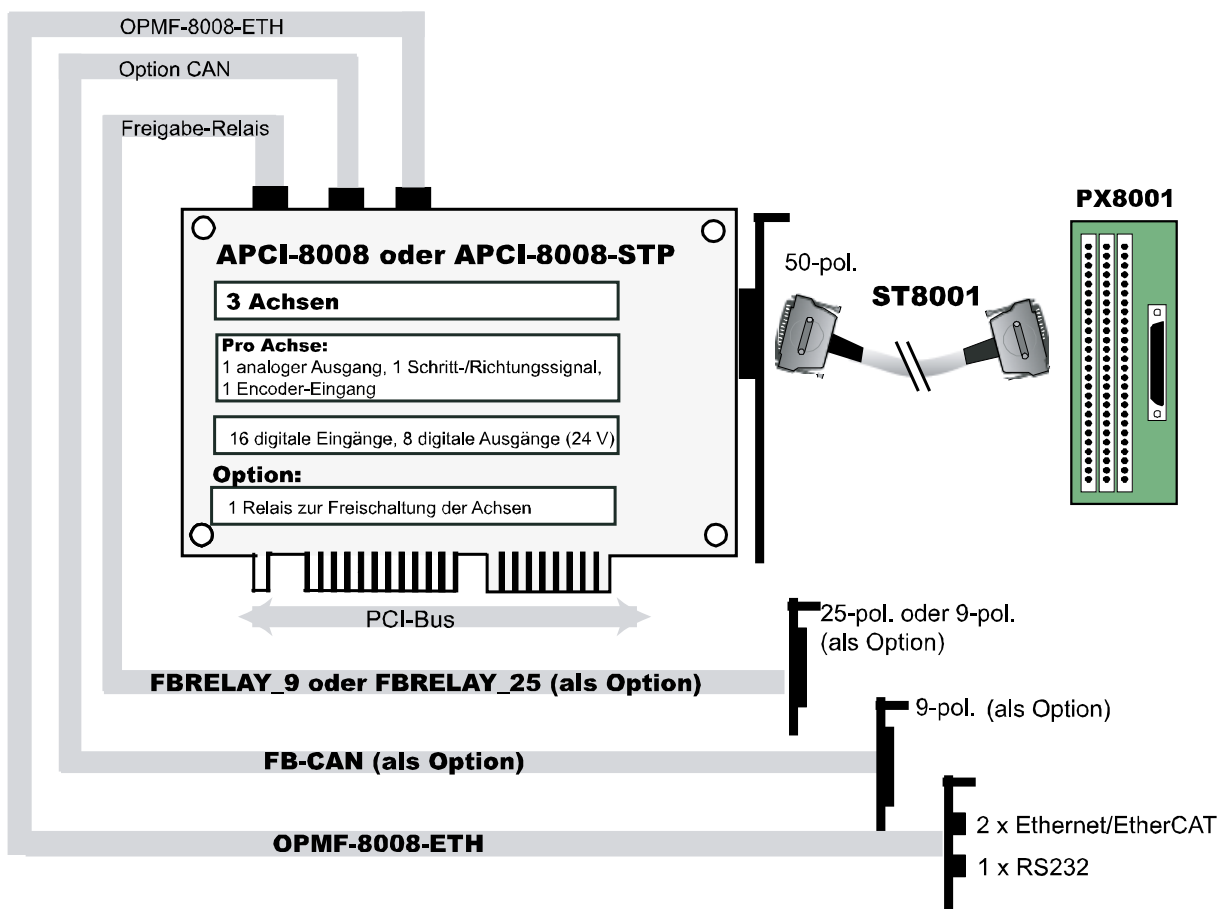 OPMF-8008-ETH
Option CAN
Freigabe-Relais
APCI-8008 oder APCI-8008-STP
3 Achsen
Pro Achse:
1 analoger Ausgang, 1 Schritt-/Richtungssignal,
1 Encoder-Eingang
16 digitale Eingänge, 8 digitale Ausgänge (24 V)
Option:
1 Relais zur Freischaltung der Achsen
PCI-Bus
50-pol.
ST8001
PX8001
25-pol. oder 9-pol.
(als Option)
FBRELAY_9 oder FBRELAY_25 (als Option)
9-pol. (als Option)
FB-CAN (als Option)
2 x Ethernet/EtherCAT
OPMF-8008-ETH
1 x RS232